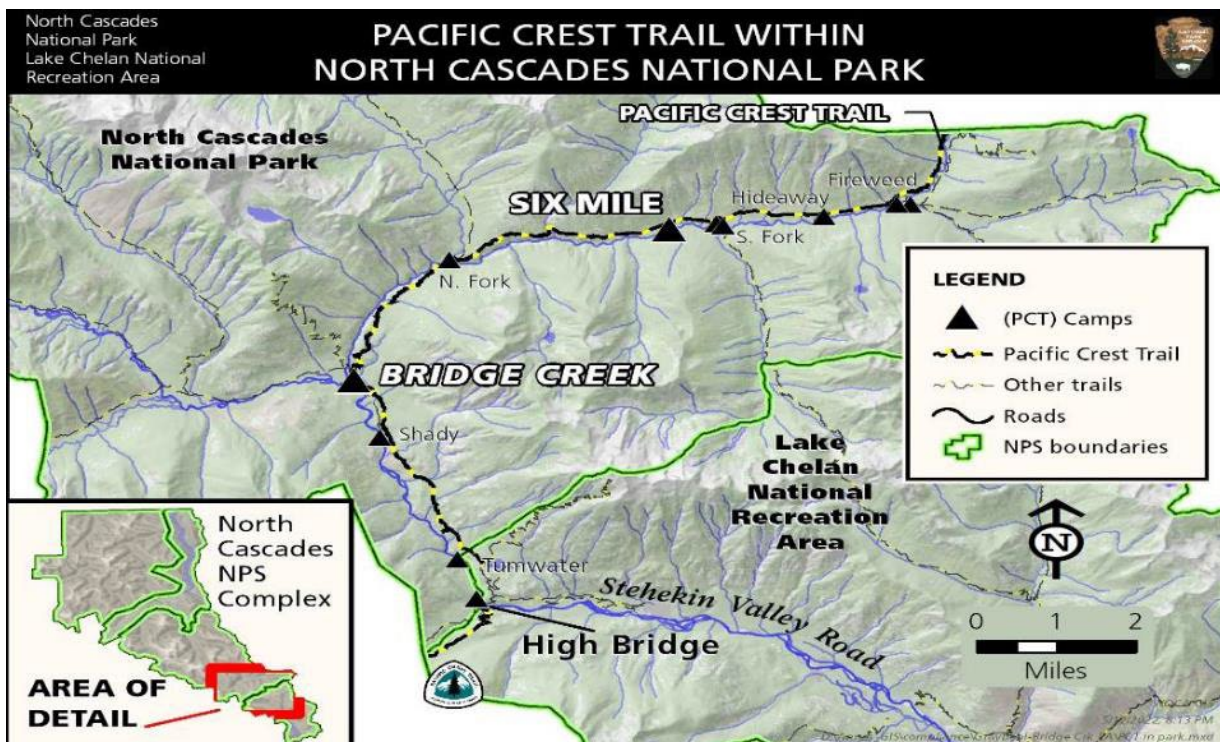 North Cascades
National Park
Lake Chelan National
Recreation Area
PACIFIC CREST TRAIL WITHIN
NORTH CASCADES NATIONAL PARK
PACIFIC CREST TRAIL
North Cascades
National Park
Fireweed
Hideaway
SIX MILE
S. Fork
N. Fork
BRIDGE CREEK
Shady
LEGEND
(PCT) Camps
Pacific Crest Trail
Other trails
Roads
NPS boundaries
Lake
Chelan
National
Recreation
Area
N
Tumwater
Stehekin Valley Road
High Bridge
0 1 2
Miles
North
Cascades
NPS
Complex
AREA OF
DETAIL